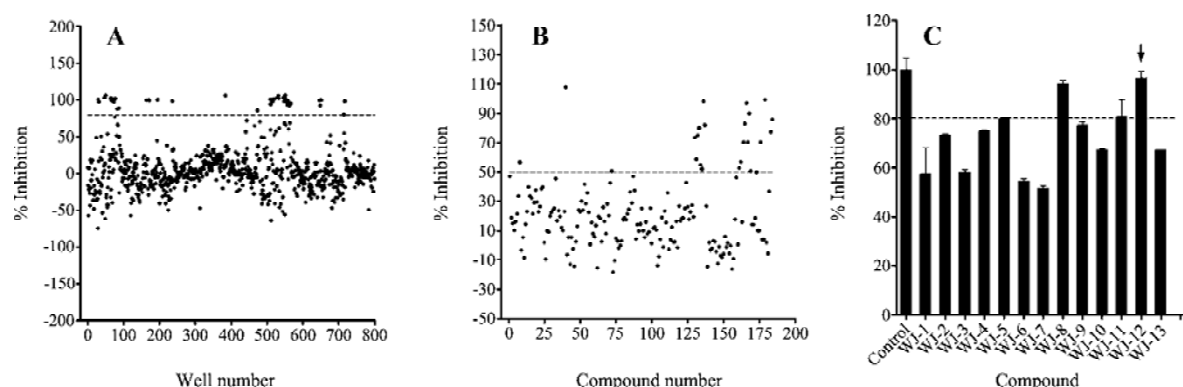 A
% Inhibition
200
150
100
50
0
-50
-100
-150
-200
0 100 200 300 400 500 600 700 800
Well number
B
% Inhibition
150
130
110
90
70
50
30
10
-10
-30
-50
0 25 50 75 100 125 150 175 200
Compound number
C
% Inhibition
120
100
80
60
40
20
0
Control WJ-1 WJ-2 WJ-3 WJ-4 WJ-5 WJ-6 WJ-7 WJ-8 WJ-9 WJ-10 WJ-11 WJ-12 WJ-13
Compound